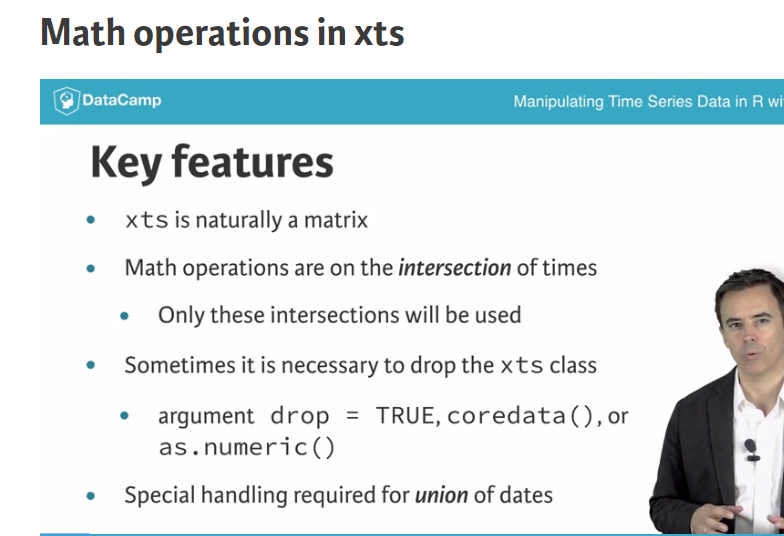 Math operations in xts
DataCamp
Manipulating Time Series Data in R wi
Key features
xts is naturally a matrix
Math operations are on the intersection of times
Only these intersections will be used
Sometimes it is necessary to drop the xts class
argument drop = TRUE, coredata(), or
as.numeric()
Special handling required for union of dates